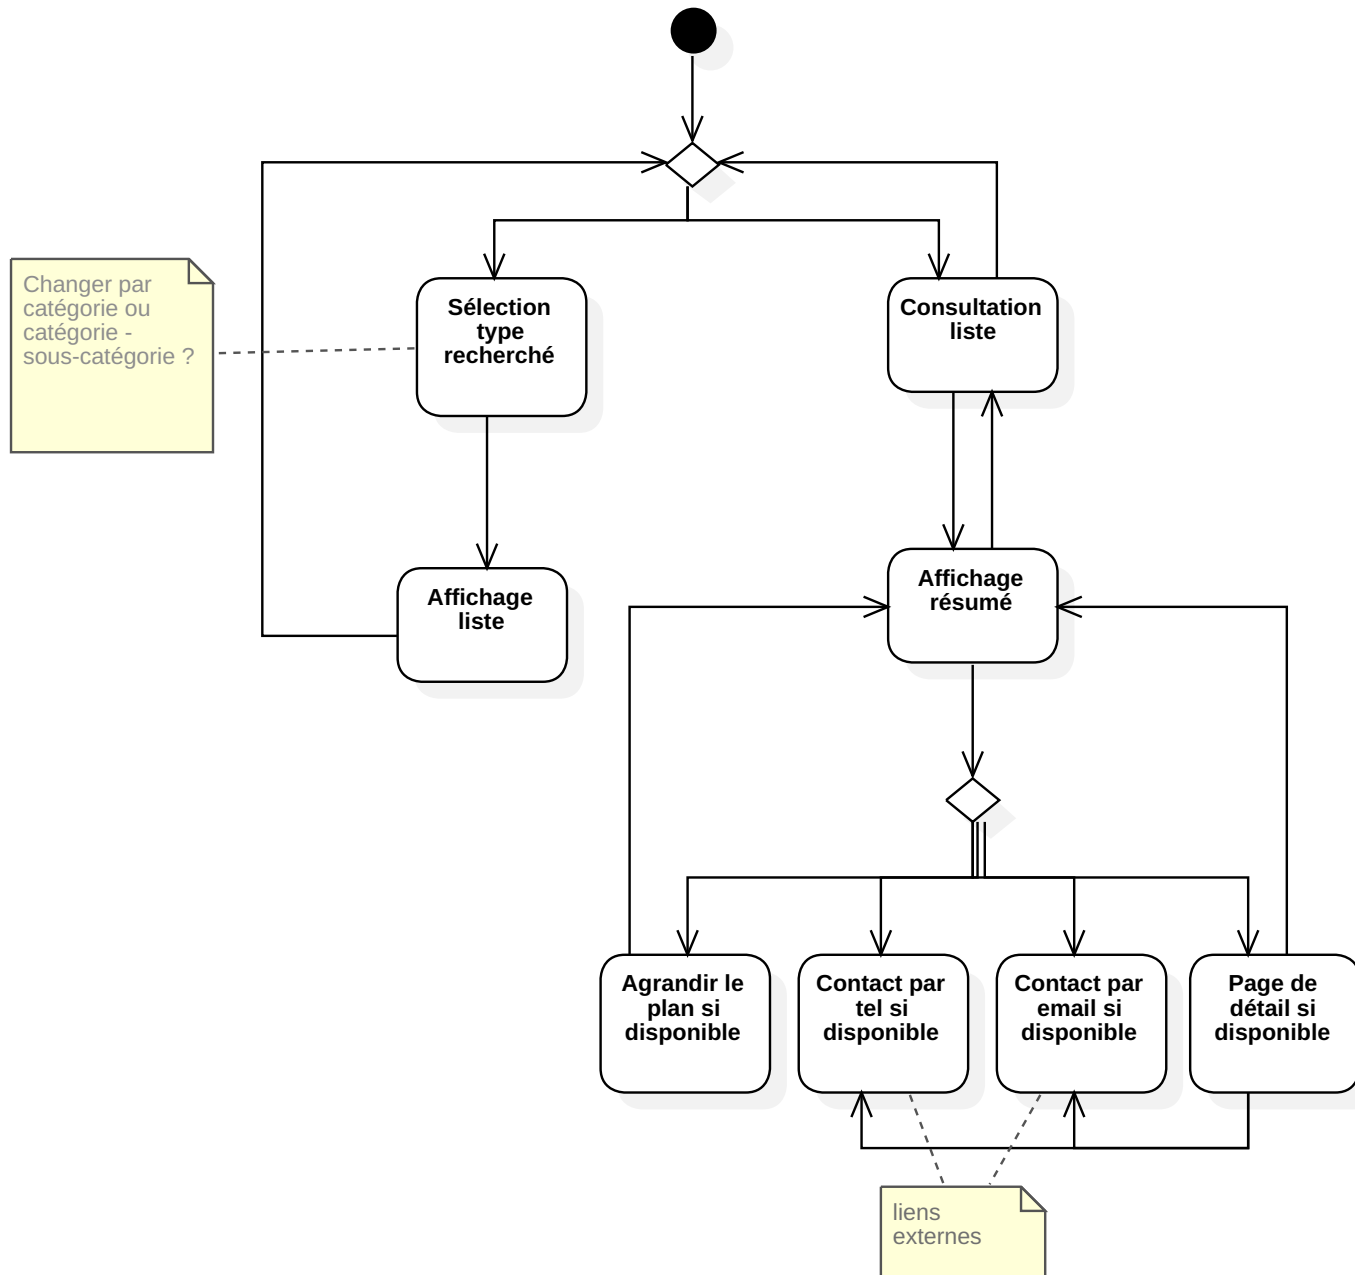 Changer par
catégorie ou
catégorie -
sous-catégorie ?
Sélection
type
recherché
Consultation
liste
Affichage
liste
Affichage
résumé
Agrandir le
plan si
disponible
Contact par
tel si
disponible
Contact par
email si
disponible
Page de
détail si
disponible
liens
externes